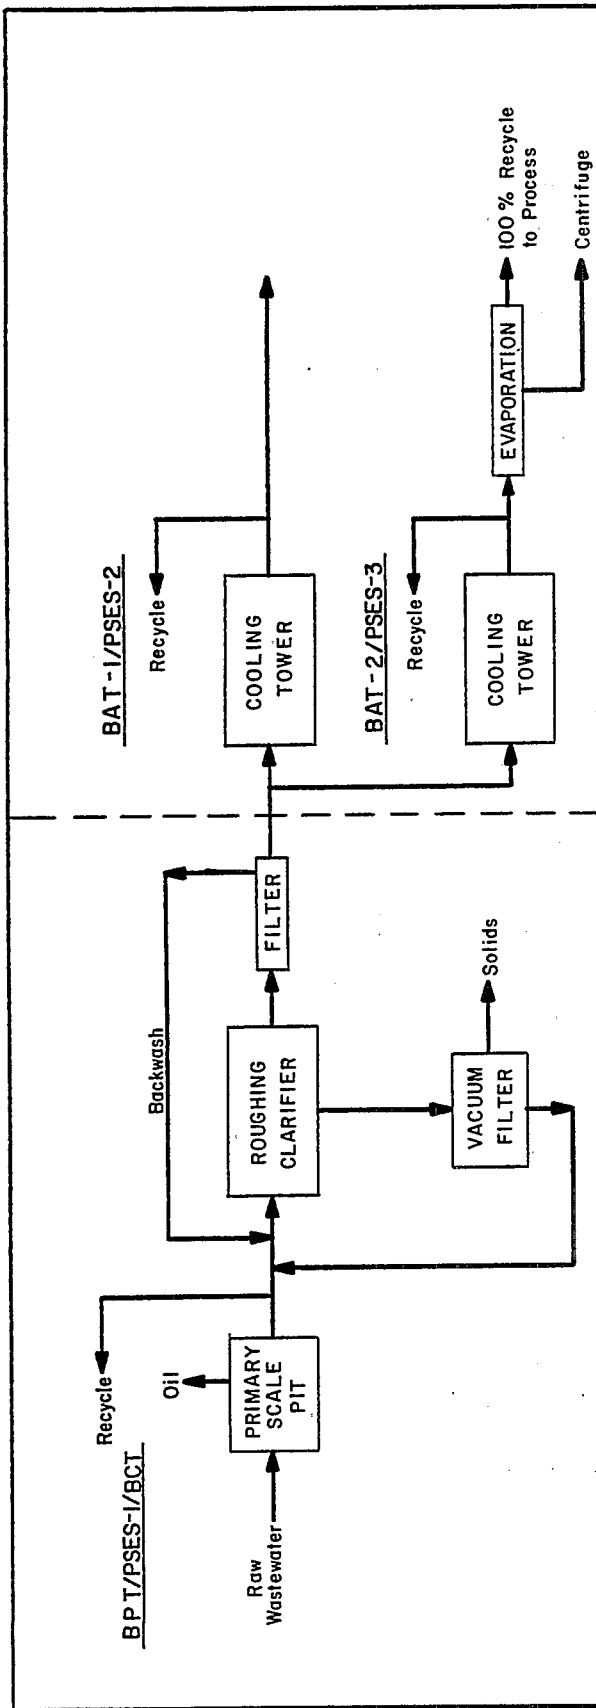 BPT/PSES-1/BCT
Recycle
Oil
Raw
Wastewater
PRIMARY
SCALE
PIT
Backwash
ROUGHING
CLARIFIER
FILTER
VACUUM
FILTER
Solids
BAT-1/PSES-2
Recycle
COOLING
TOWER
BAT-2/PSES-3
Recycle
COOLING
TOWER
EVAPORATION
100% Recycle
to Process
Centrifuge